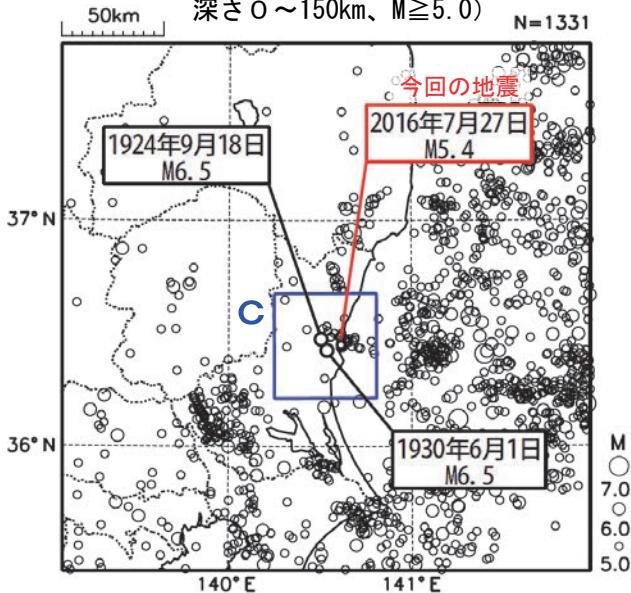 50km
深さ0~150km、M≧5.0)
N=1331
今回の地震
2016年7月27日
M5.4
1924年9月18日
M6.5
37°N
C
36°N
1930年6月1日
M6.5
M
7.0
6.0
5.0
140°E
141°E